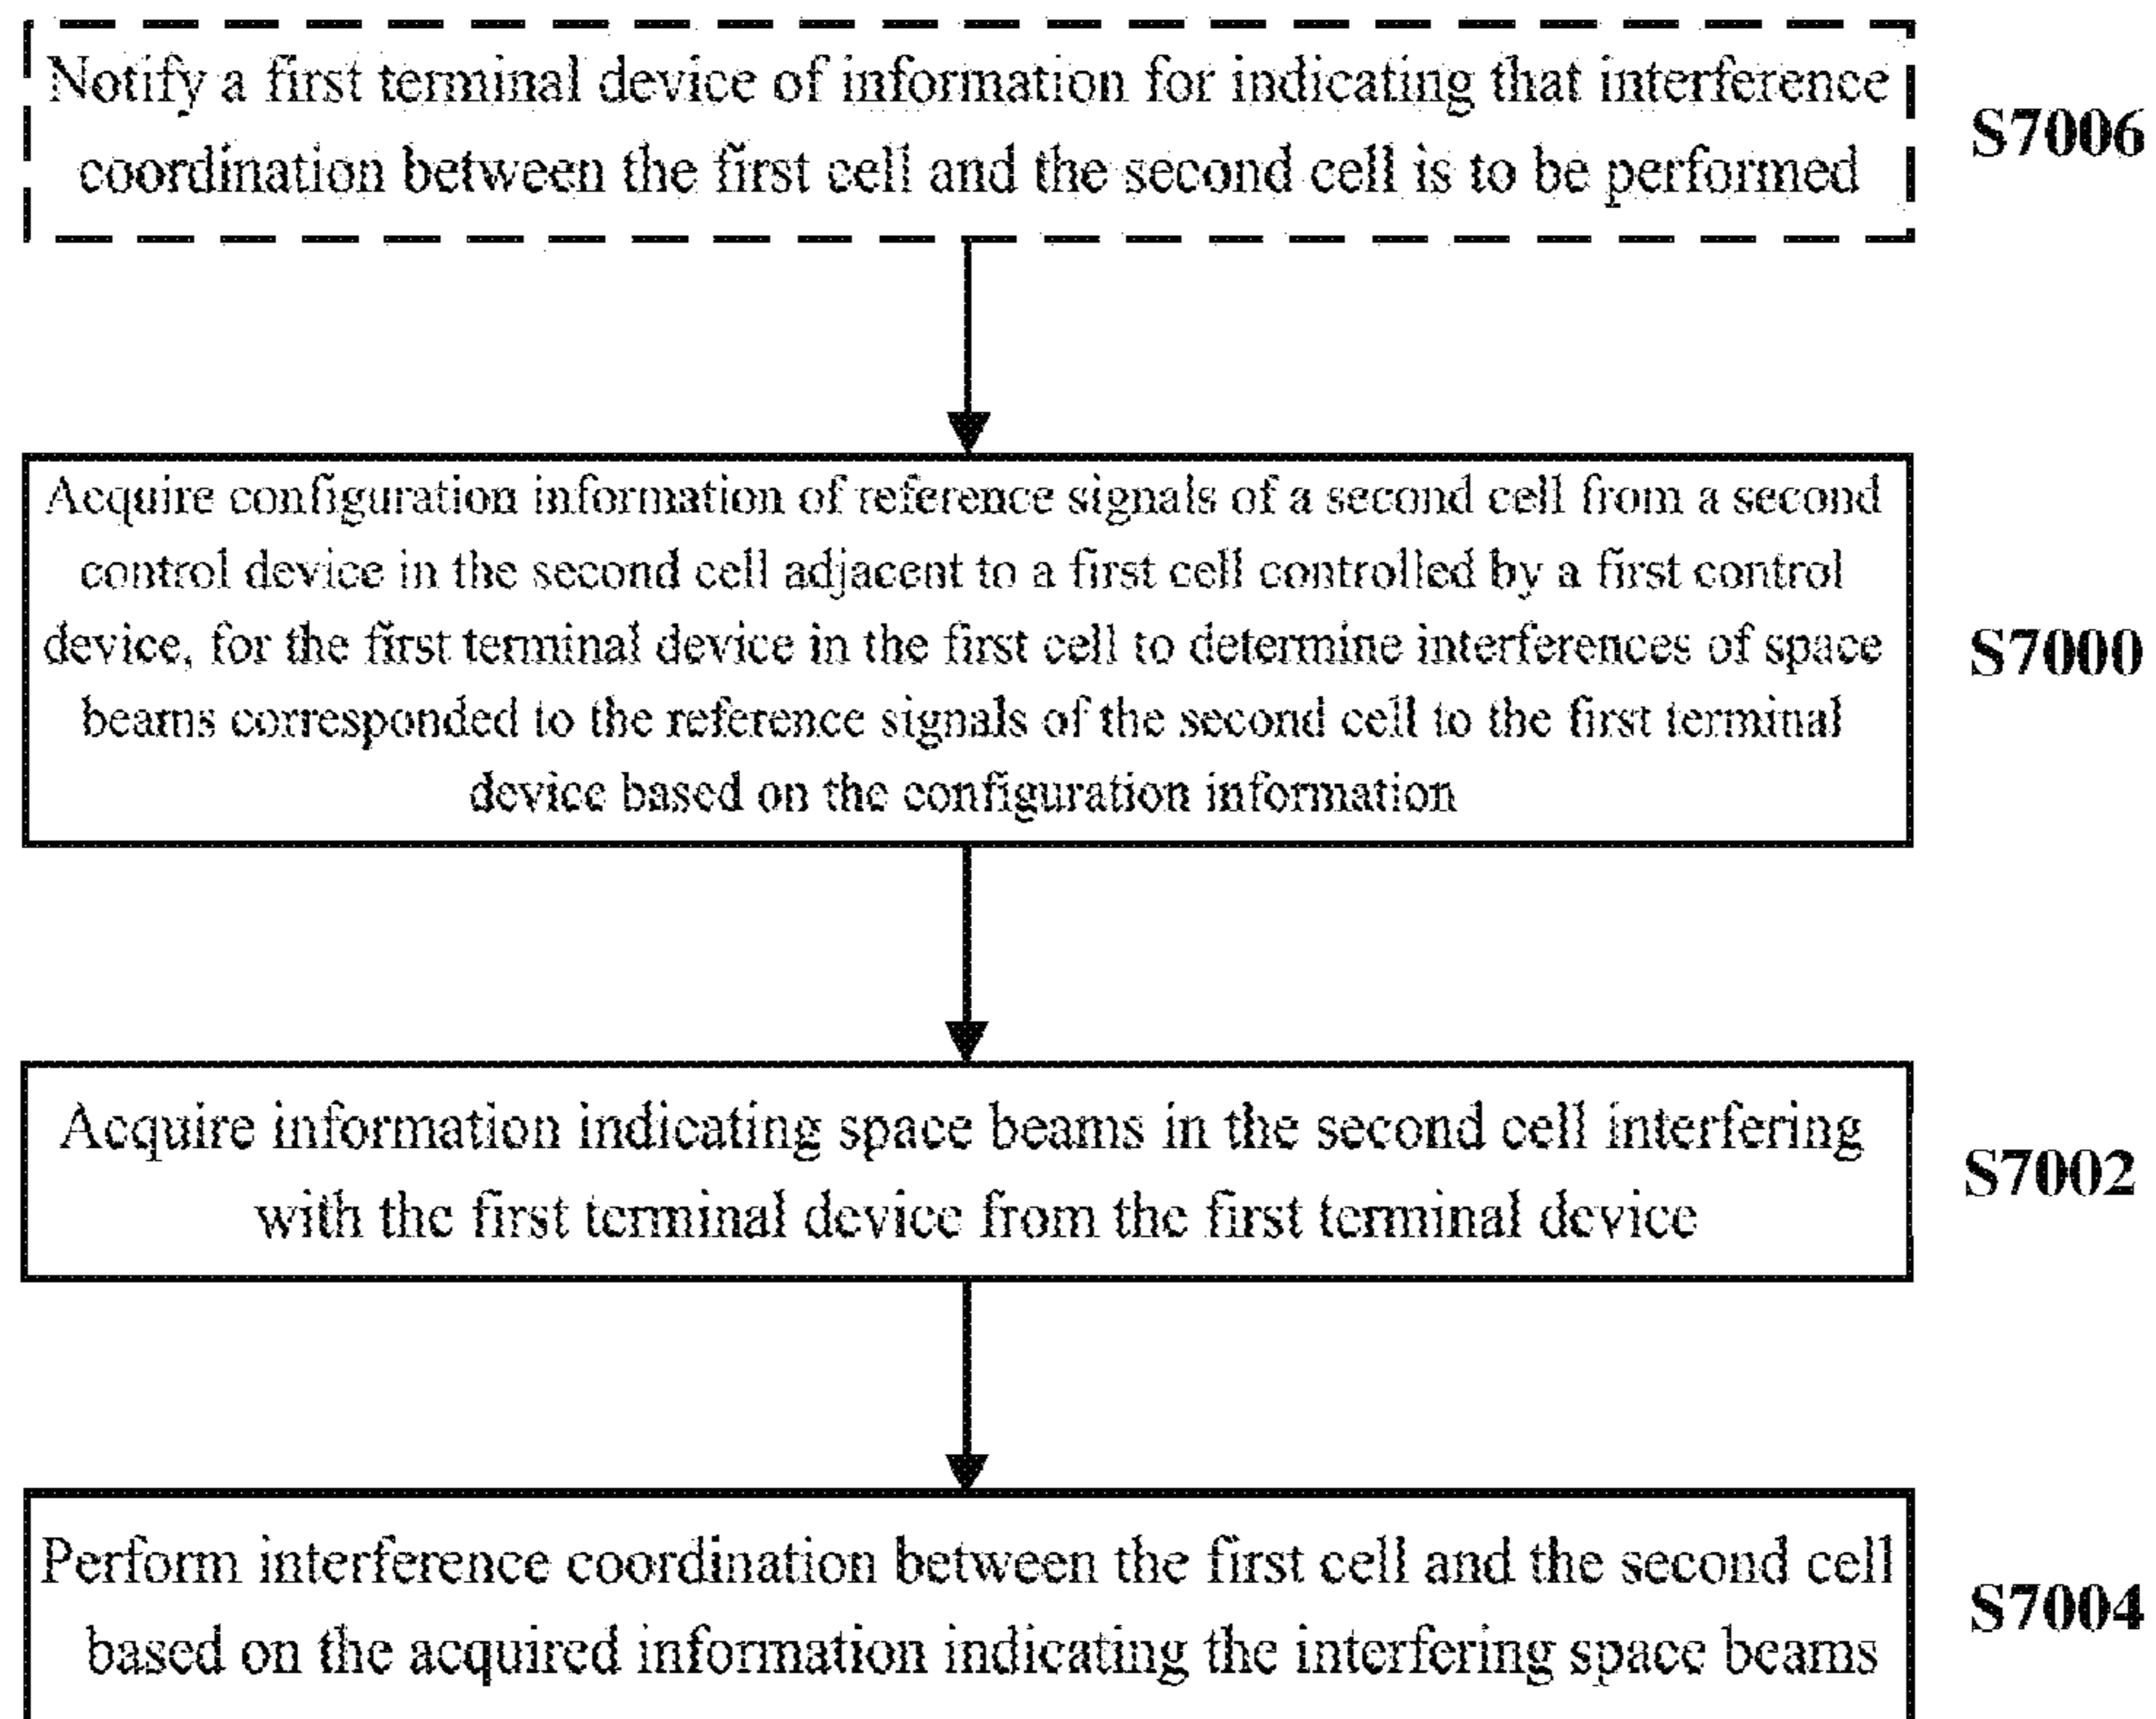 Notify a first terminal device of information for indicating that interference
coordination between the first cell and the second cell is to be performed
S7006
Acquire configuration information of reference signals of a second cell from a second
control device in the second cell adjacent to a first cell controlled by a first control
device, for the first terminal device in the first cell to determine interferences of space
beams corresponded to the reference signals of the second cell to the first terminal
device based on the configuration information
S7000
Acquire information indicating space beams in the second cell interfering
with the first terminal device from the first terminal device
S7002
Perform interference coordination between the first cell and the second cell
based on the acquired information indicating the interfering space beams
S7004